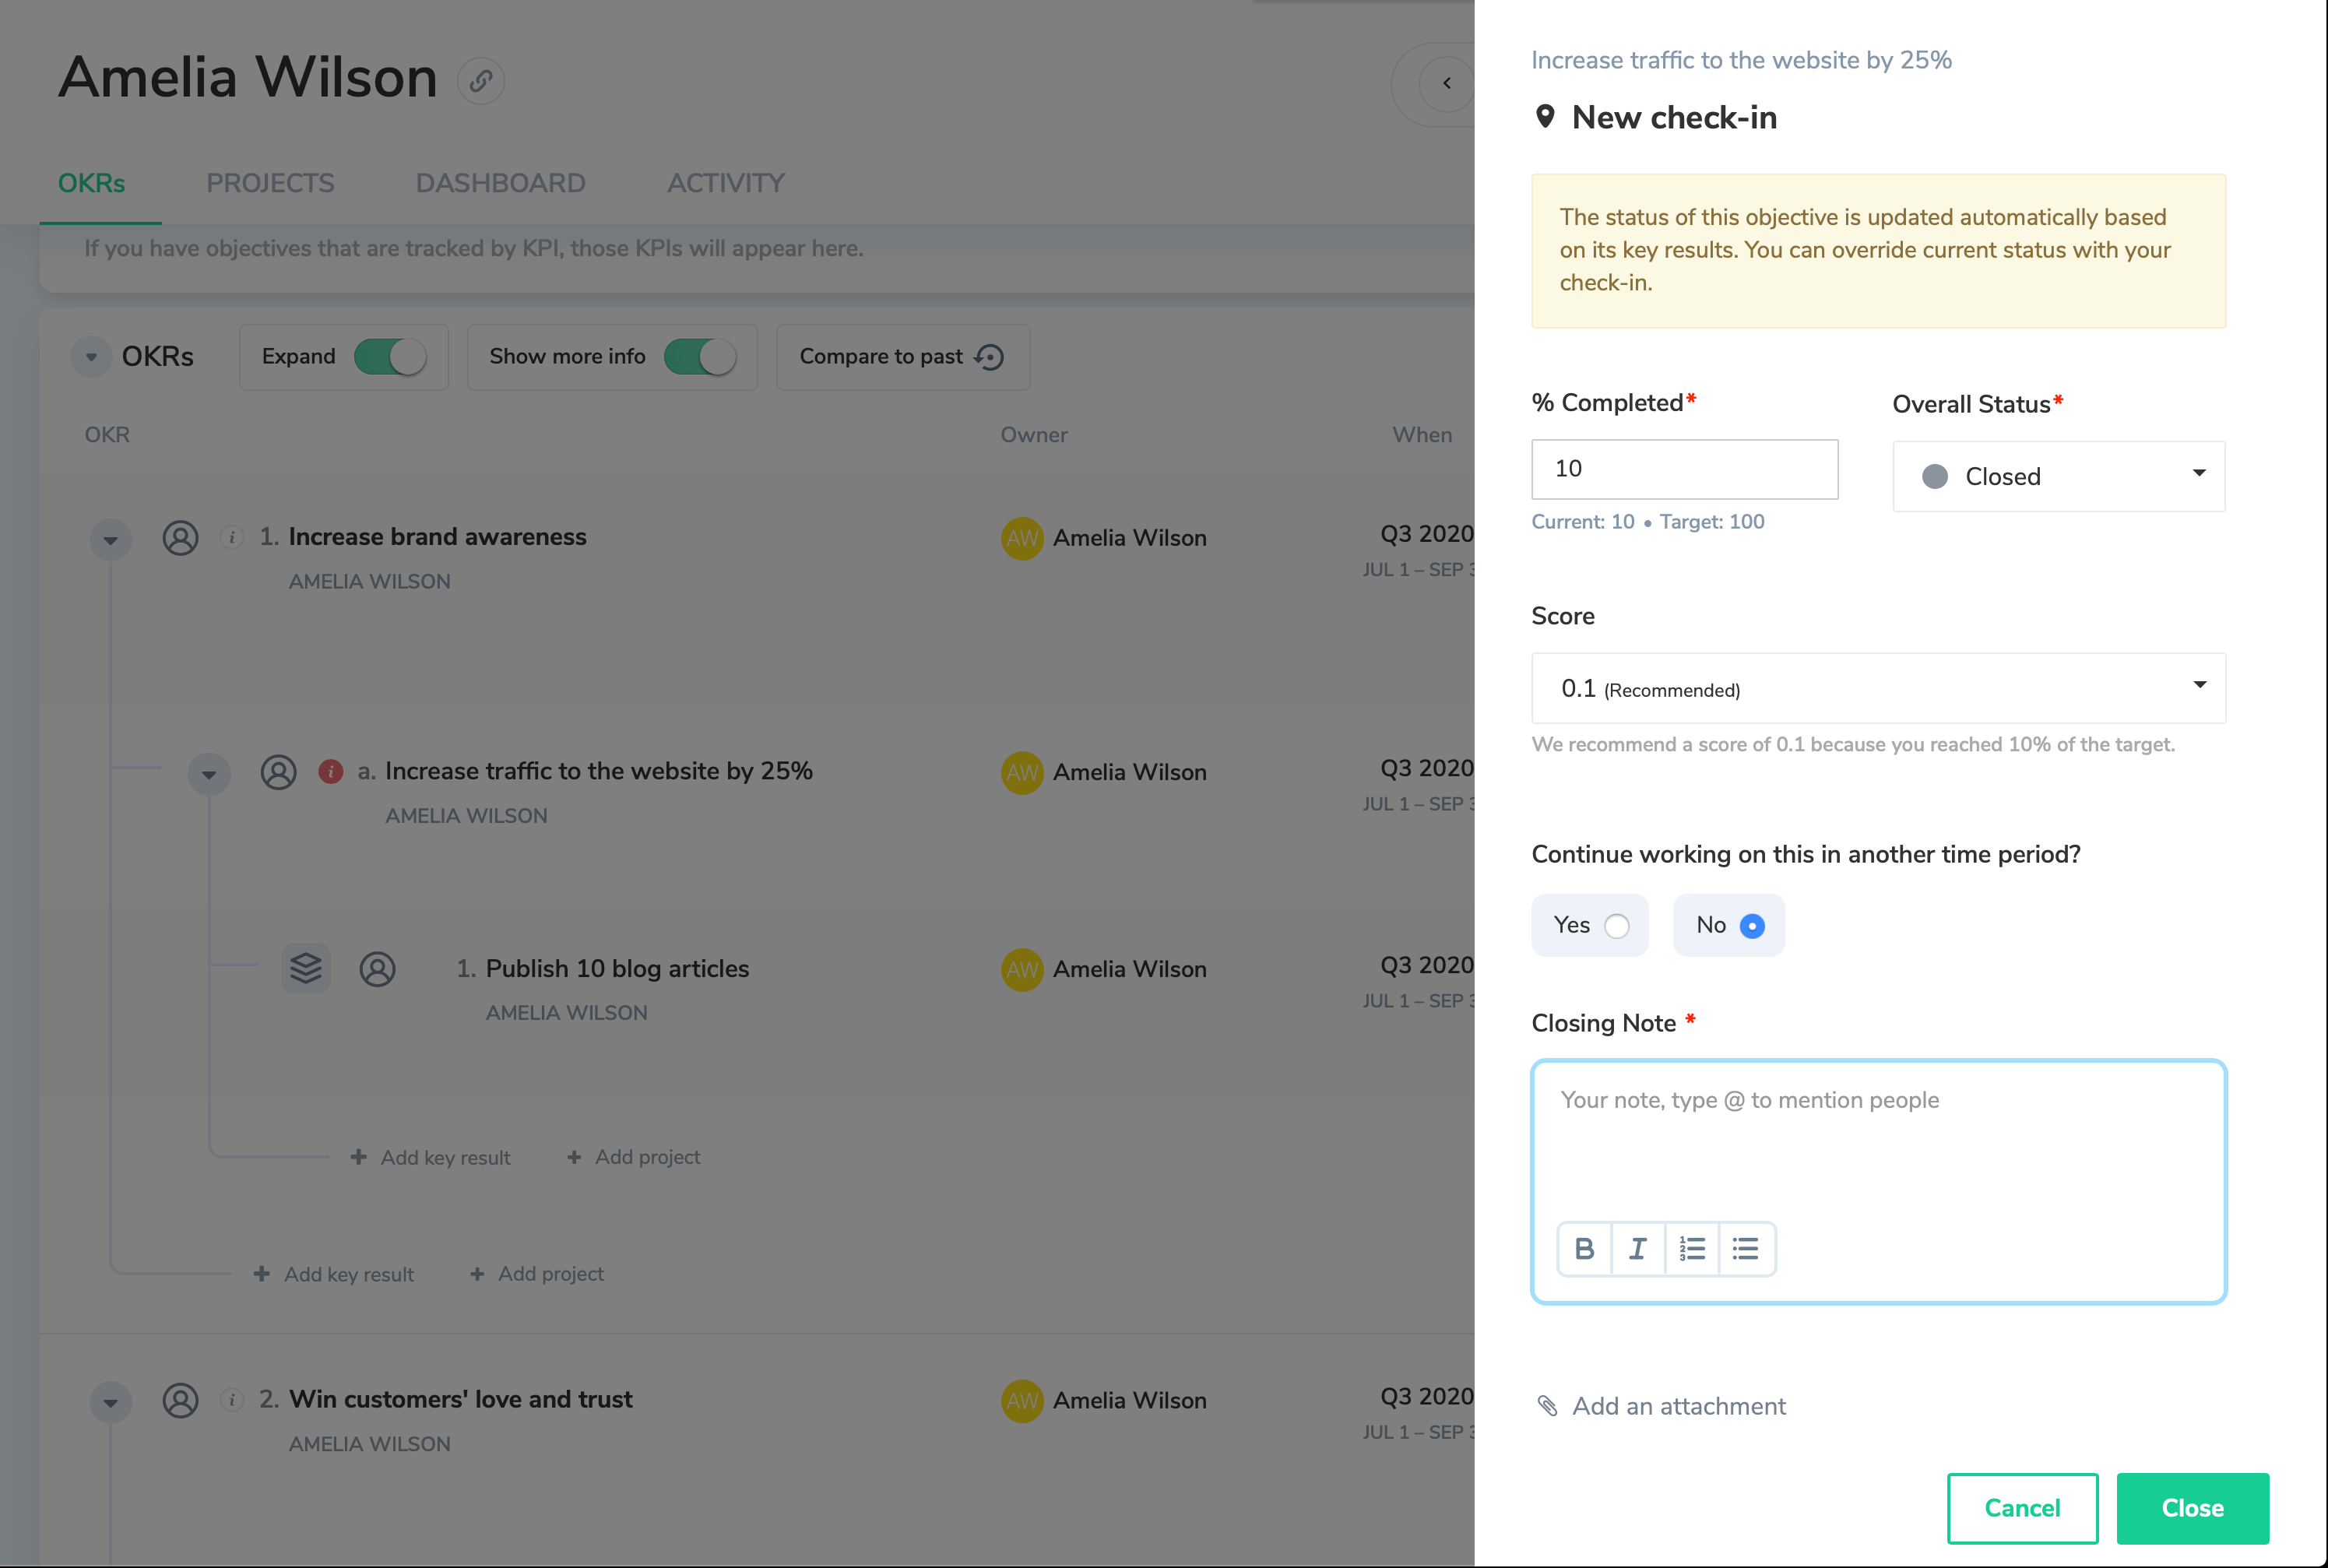 Amelia Wilson
OKRs PROJECTS DASHBOARD ACTIVITY
If you have objectives that are tracked by KPI, those KPIs will appear here.
OKRs Expand Show more info Compare to past
OKR Owner When
1. Increase brand awareness AW Amelia Wilson Q3 2020
AMELIA WILSON JUL 1 – SEP
a. Increase traffic to the website by 25% AW Amelia Wilson Q3 2020
AMELIA WILSON JUL 1 – SEP
1. Publish 10 blog articles AW Amelia Wilson Q3 2020
AMELIA WILSON JUL 1 – SEP
+ Add key result + Add project
+ Add key result + Add project
2. Win customers' love and trust AW Amelia Wilson Q3 2020
AMELIA WILSON JUL 1 – SEP
Increase traffic to the website by 25%
New check-in
The status of this objective is updated automatically based
on its key results. You can override current status with your
check-in.
% Completed* Overall Status*
10 Closed
Current: 10 • Target: 100
Score
0.1 (Recommended)
We recommend a score of 0.1 because you reached 10% of the target.
Continue working on this in another time period?
Yes No
Closing Note *
Your note, type @ to mention people
B I
Add an attachment
Cancel Close